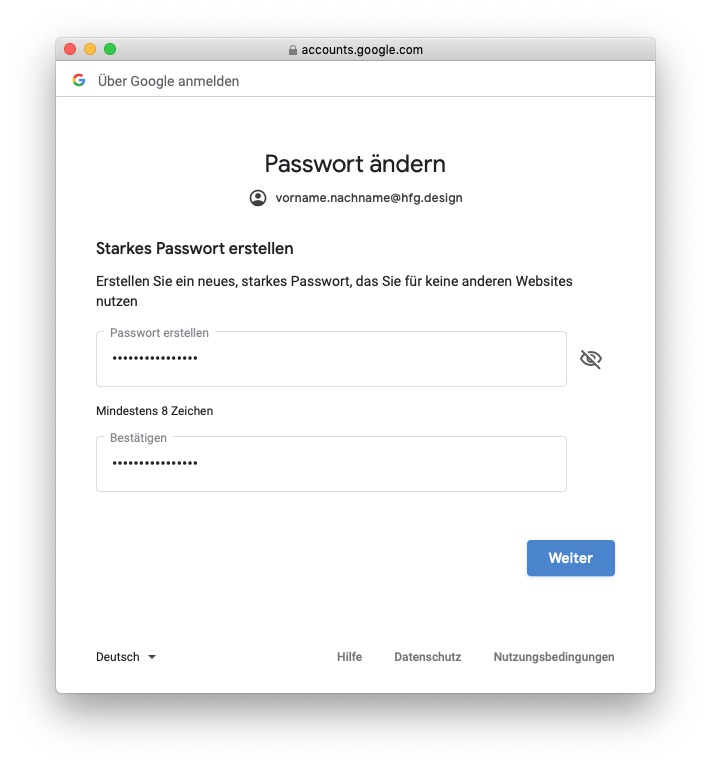 accounts.google.com
Über Google anmelden
Passwort ändern
vorname.nachname@hfg.design
Starkes Passwort erstellen
Erstellen Sie ein neues, starkes Passwort, das Sie für keine anderen Websites
nutzen
Passwort erstellen
••••••••••••••••
Mindestens 8 Zeichen
Bestätigen
••••••••••••••••
Weiter
Deutsch Hilfe Datenschutz Nutzungsbedingungen